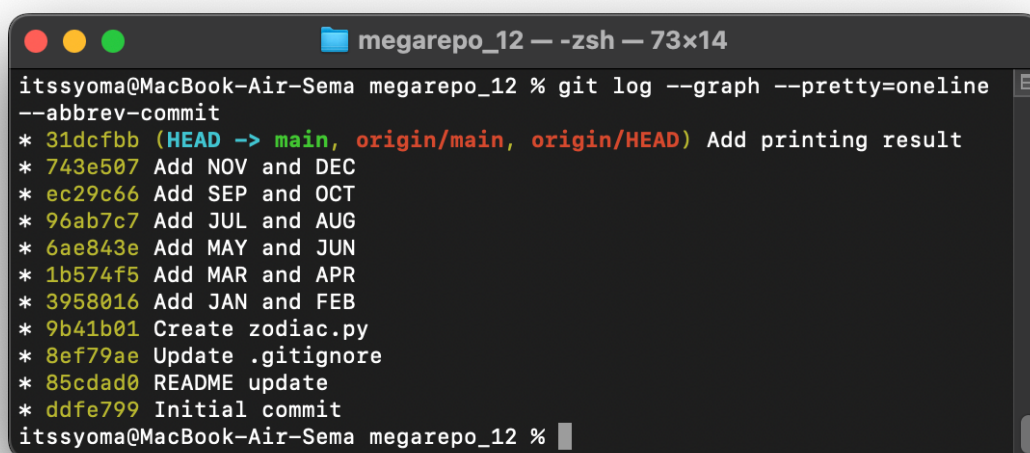 megarepo_12 — -zsh — 73×14
itssyoma@MacBook-Air-Sema megarepo_12 % git log --graph --pretty=oneline
--abbrev-commit
* 31dcfbb (HEAD -> main, origin/main, origin/HEAD) Add printing result
* 743e507 Add NOV and DEC
* ec29c66 Add SEP and OCT
* 96ab7c7 Add JUL and AUG
* 6ae843e Add MAY and JUN
* 1b574f5 Add MAR and APR
* 3958016 Add JAN and FEB
* 9b41b01 Create zodiac.py
* 8ef79ae Update .gitignore
* 85cdad0 README update
* ddfe799 Initial commit
itssyoma@MacBook-Air-Sema megarepo_12 %